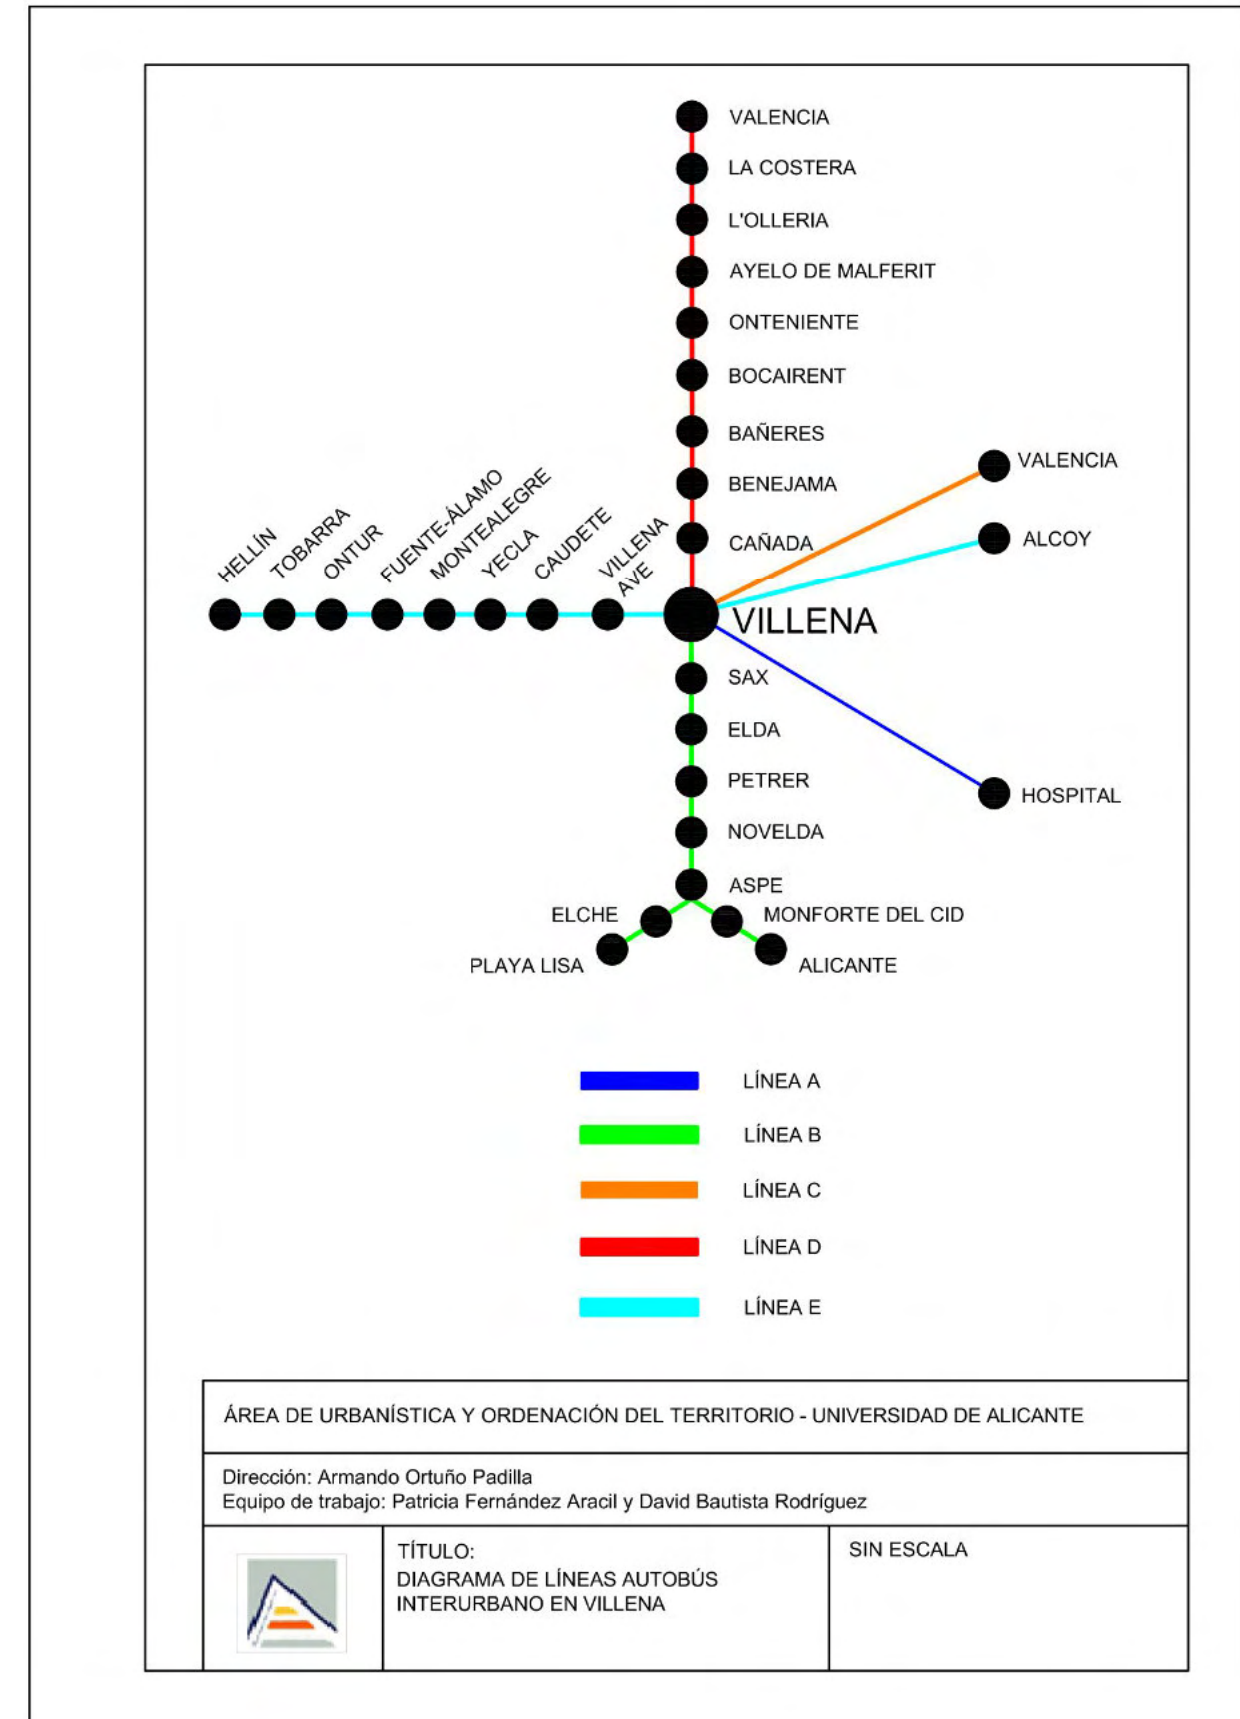 VALENCIA
LA COSTERA
L'OLLERIA
AYELO DE MALFERIT
ONTENIENTE
BOCAIRENT
BAÑERES
BENEJAMA
CAÑADA
VALENCIA
ALCOY
HELLÍN
TOBARRA
ONTUR
FUENTE-ÁLAMO
MONTEALEGRE
YECLA
CAUDETE
VILLENA
AVE
VILLENA
SAX
ELDA
PETRER
NOVELDA
HOSPITAL
ASPE
ELCHE
MONFORTE DEL CID
PLAYA LISA
ALICANTE
LÍNEA A
LÍNEA B
LÍNEA C
LÍNEA D
LÍNEA E
ÁREA DE URBANÍSTICA Y ORDENACIÓN DEL TERRITORIO - UNIVERSIDAD DE ALICANTE
Dirección: Armando Ortuño Padilla
Equipo de trabajo: Patricia Fernández Aracil y David Bautista Rodríguez
TÍTULO:
DIAGRAMA DE LÍNEAS AUTOBÚS
INTERURBANO EN VILLENA
SIN ESCALA